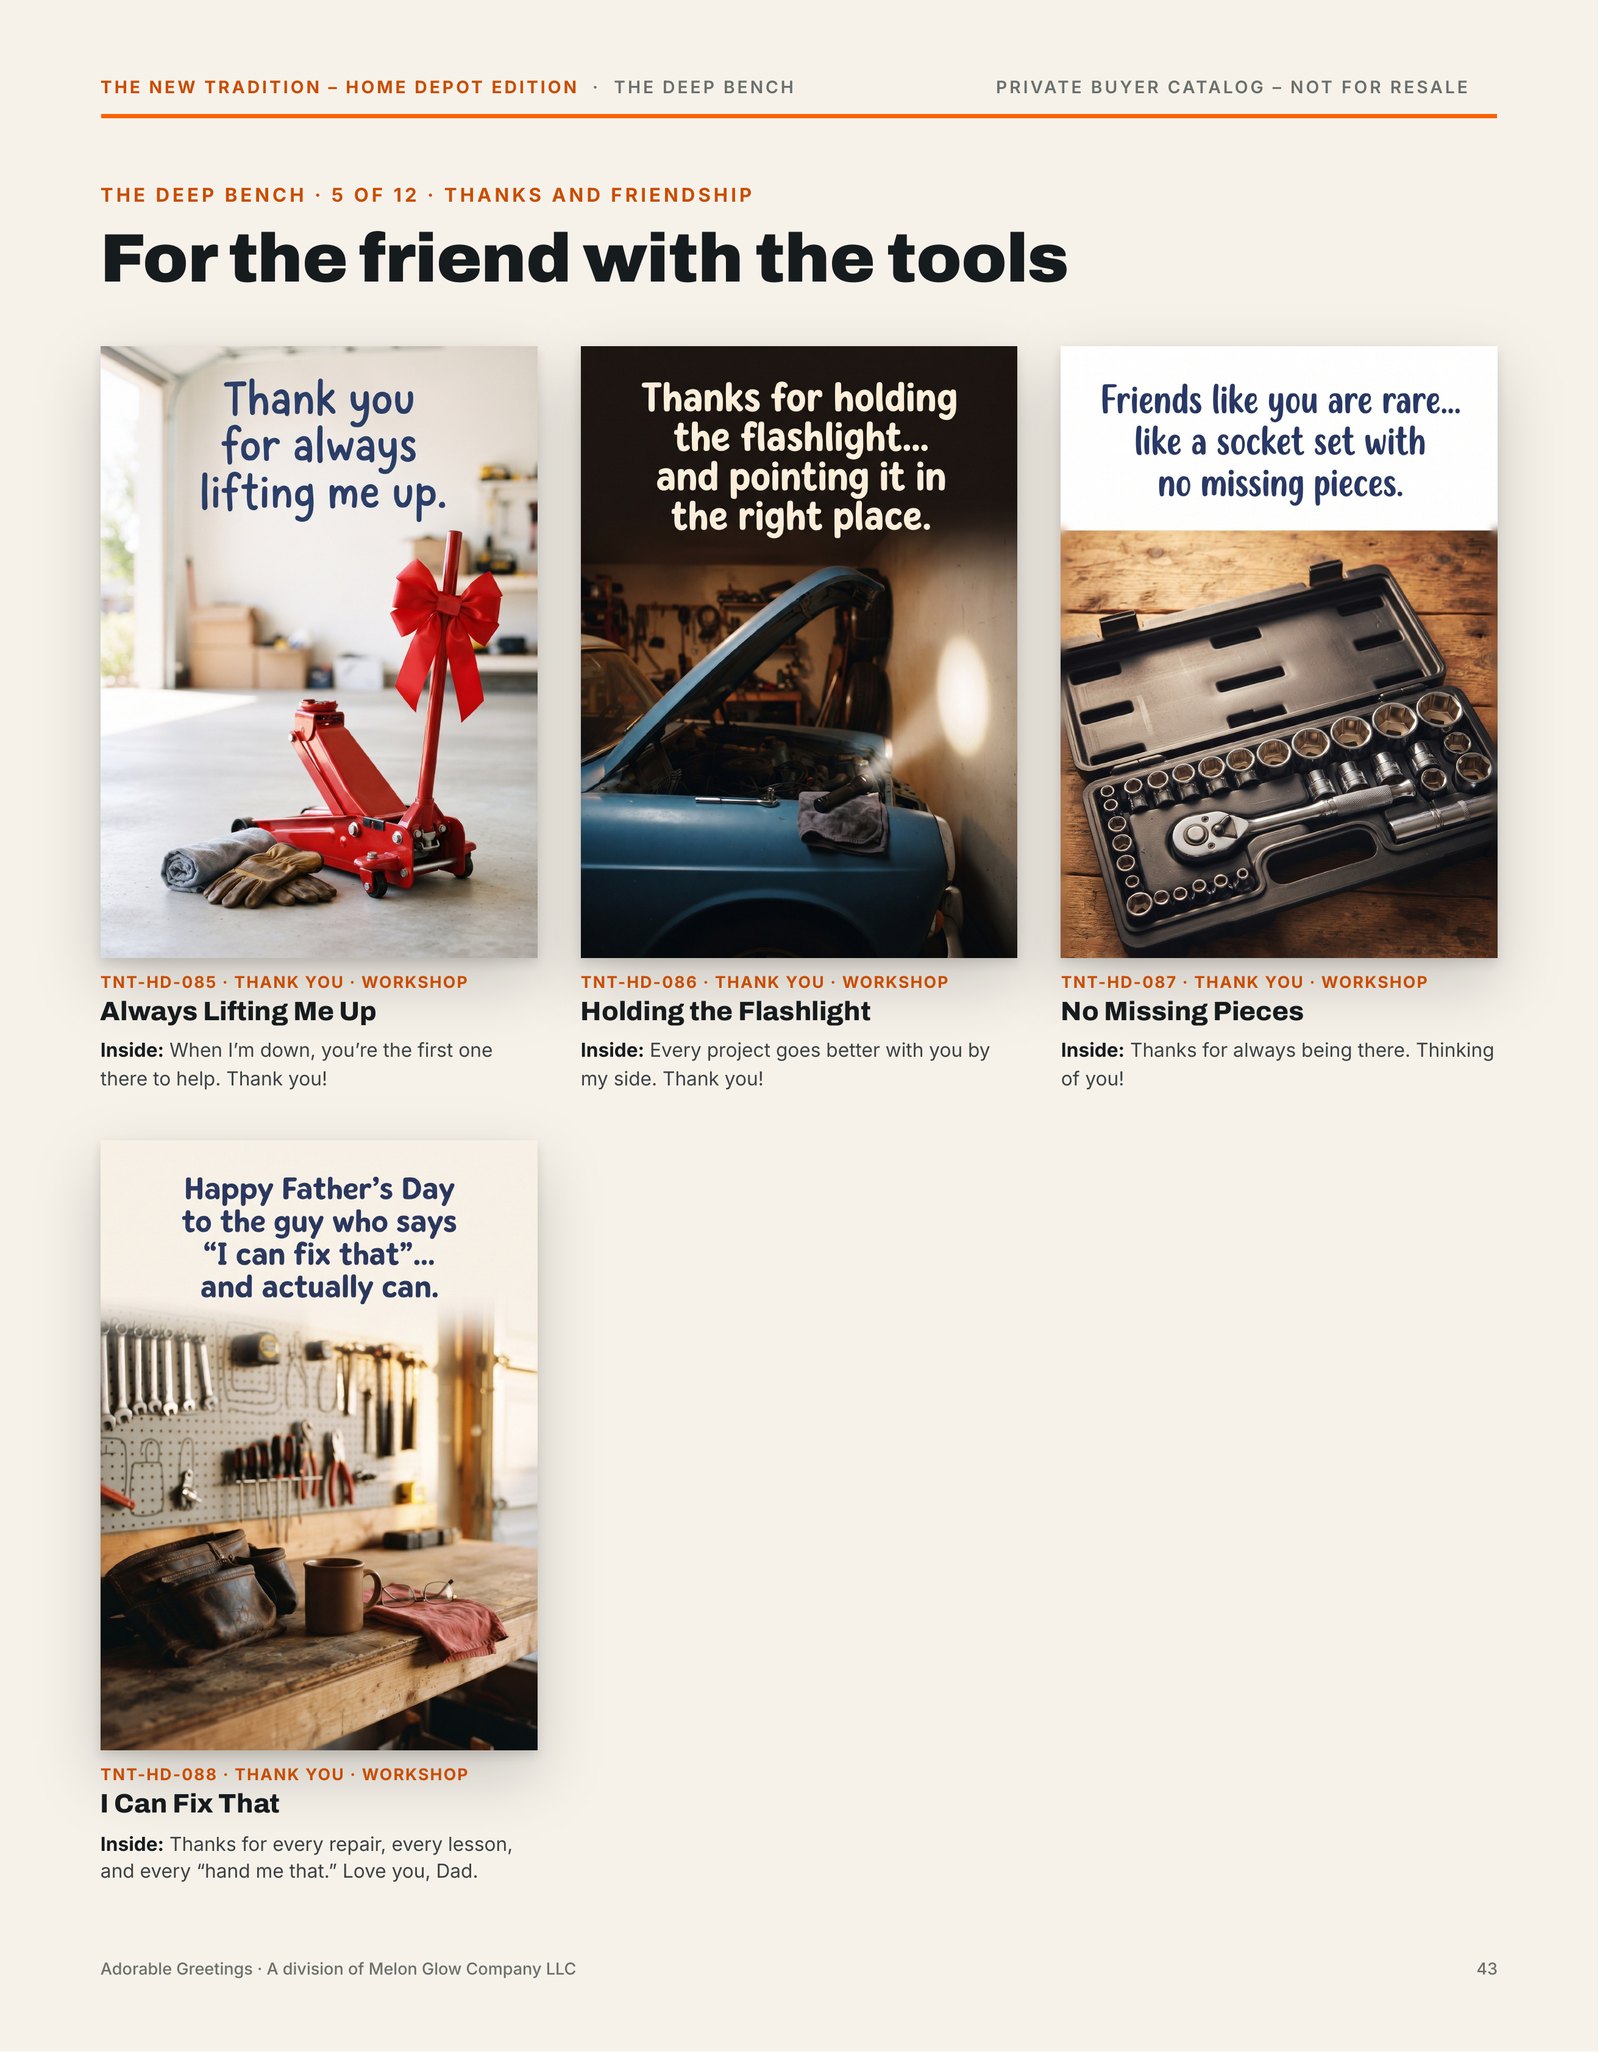 THE NEW TRADITION – HOME DEPOT EDITION · THE DEEP BENCH
PRIVATE BUYER CATALOG – NOT FOR RESALE
THE DEEP BENCH · 5 OF 12 · THANKS AND FRIENDSHIP
For the friend with the tools
Thank you
for always
lifting me up.
TNT-HD-085 · THANK YOU · WORKSHOP
Always Lifting Me Up
Inside: When I’m down, you’re the first one
there to help. Thank you!
Thanks for holding
the flashlight...
and pointing it in
the right place.
TNT-HD-086 · THANK YOU · WORKSHOP
Holding the Flashlight
Inside: Every project goes better with you by
my side. Thank you!
Friends like you are rare...
like a socket set with
no missing pieces.
TNT-HD-087 · THANK YOU · WORKSHOP
No Missing Pieces
Inside: Thanks for always being there. Thinking
of you!
Happy Father’s Day
to the guy who says
“I can fix that”...
and actually can.
TNT-HD-088 · THANK YOU · WORKSHOP
I Can Fix That
Inside: Thanks for every repair, every lesson,
and every “hand me that.” Love you, Dad.
Adorable Greetings · A division of Melon Glow Company LLC
43